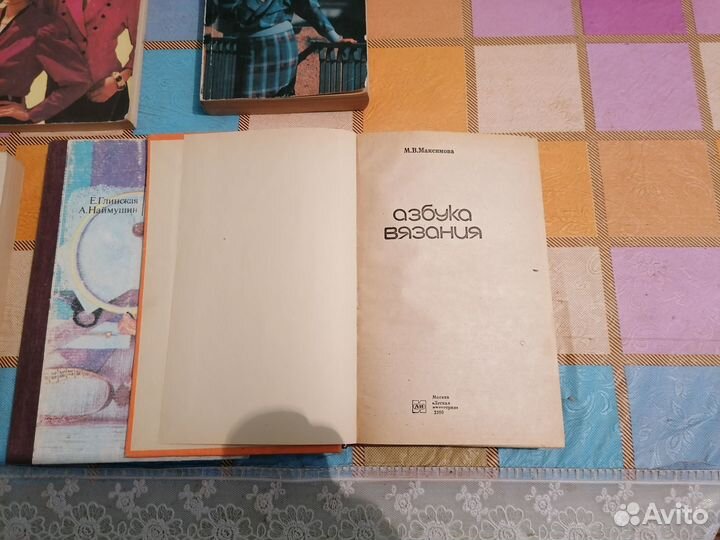 Е.Глинская
А.Наймушин
М.В.Максимова
азбука
вязания
Москва
«Легкая
индустрия»
Avito